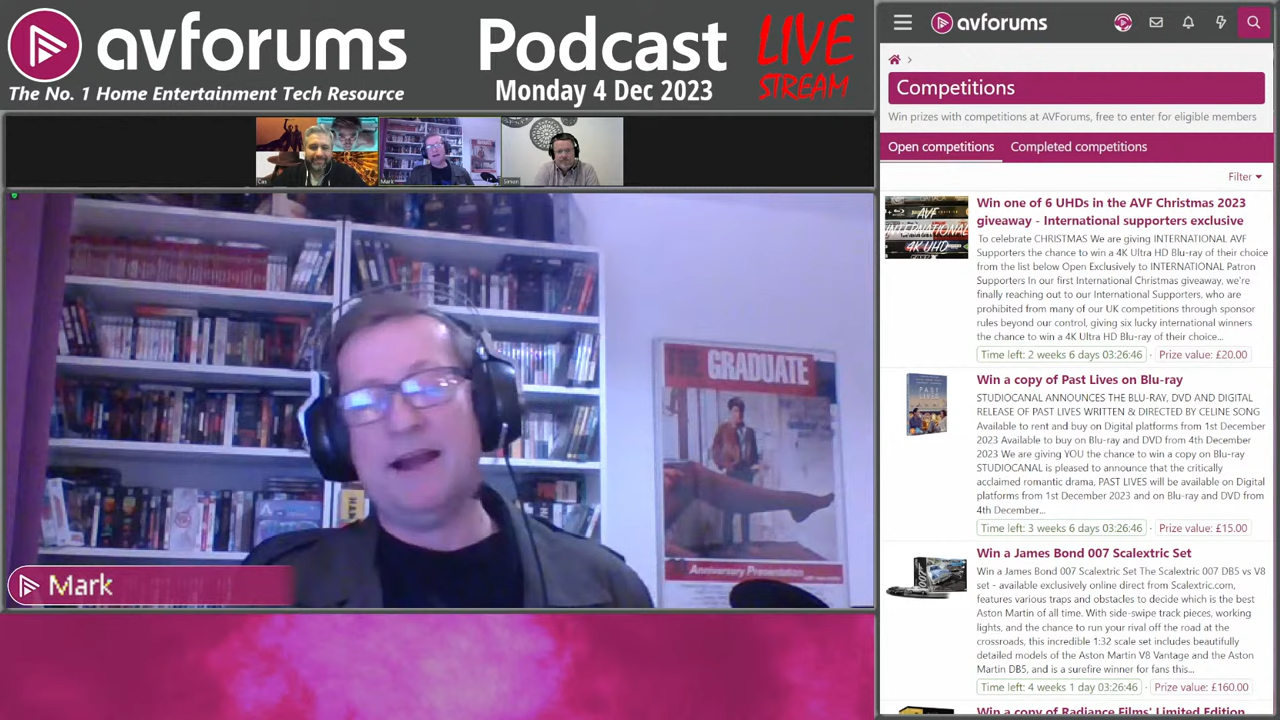 avforums
The No. 1 Home Entertainment Tech Resource
Podcast
Monday 4 Dec 2023
LIVE
STREAM
Cas
Mark
Simon
GRADUATE
Anniversary Presentation
Mark
avforums
Competitions
Win prizes with competitions at AVForums, free to enter for eligible members
Open competitions
Completed competitions
Filter
AVF
INTERNATIONAL
4K UHD
Win one of 6 UHDs in the AVF Christmas 2023
giveaway - International supporters exclusive
To celebrate CHRISTMAS We are giving INTERNATIONAL AVF
Supporters the chance to win a 4K Ultra HD Blu-ray of their choice
from the list below Open Exclusively to INTERNATIONAL Patron
Supporters In our first International Christmas giveaway, we're
finally reaching out to our International Supporters, who are
prohibited from many of our UK competitions through sponsor
rules beyond our control, giving six lucky international winners
the chance to win a 4K Ultra HD Blu-ray of their choice...
Time left: 2 weeks 6 days 03:26:46 · Prize value: £20.00
PAST
LIVES
Win a copy of Past Lives on Blu-ray
STUDIOCANAL ANNOUNCES THE BLU-RAY, DVD AND DIGITAL
RELEASE OF PAST LIVES WRITTEN & DIRECTED BY CELINE SONG
Available to rent and buy on Digital platforms from 1st December
2023 Available to buy on Blu-ray and DVD from 4th December
2023 We are giving YOU the chance to win a copy on Blu-ray
STUDIOCANAL is pleased to announce that the critically
acclaimed romantic drama, PAST LIVES will be available on Digital
platforms from 1st December 2023 and on Blu-ray and DVD from
4th December...
Time left: 3 weeks 6 days 03:26:46 · Prize value: £15.00
007
Win a James Bond 007 Scalextric Set
Win a James Bond 007 Scalextric Set The Scalextric 007 DB5 vs V8
set - available exclusively online direct from Scalextric.com,
features various traps and obstacles to decide which is the best
Aston Martin of all time. With side-swipe track pieces, working
lights, and the chance to run your rival off the road at the
crossroads, this incredible 1:32 scale set includes beautifully
detailed models of the Aston Martin V8 Vantage and the Aston
Martin DB5, and is a surefire winner for fans this...
Time left: 4 weeks 1 day 03:26:46 · Prize value: £160.00
Win a copy of Radiance Films' Limited Edition